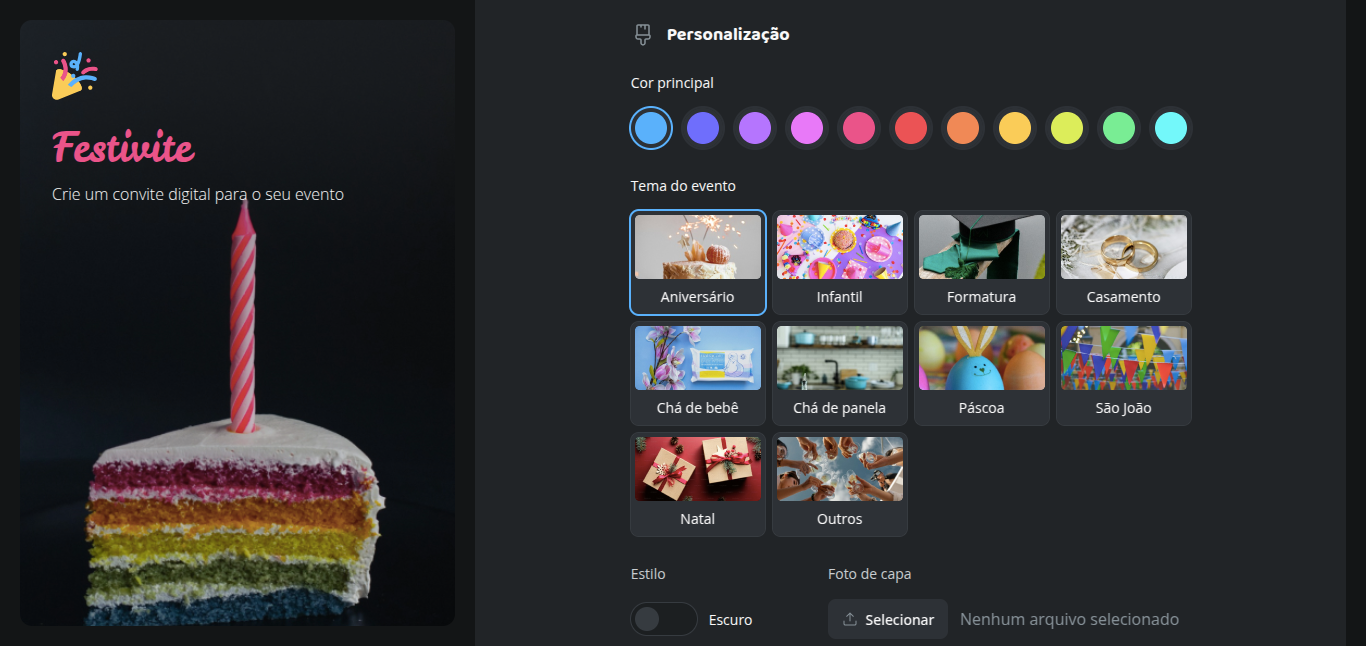 Festivite
Crie um convite digital para o seu evento
Personalização
Cor principal
Tema do evento
Aniversário
Infantil
Formatura
Casamento
Chá de bebê
Chá de panela
Páscoa
São João
Natal
Outros
Estilo
Foto de capa
Escuro
Selecionar
Nenhum arquivo selecionado